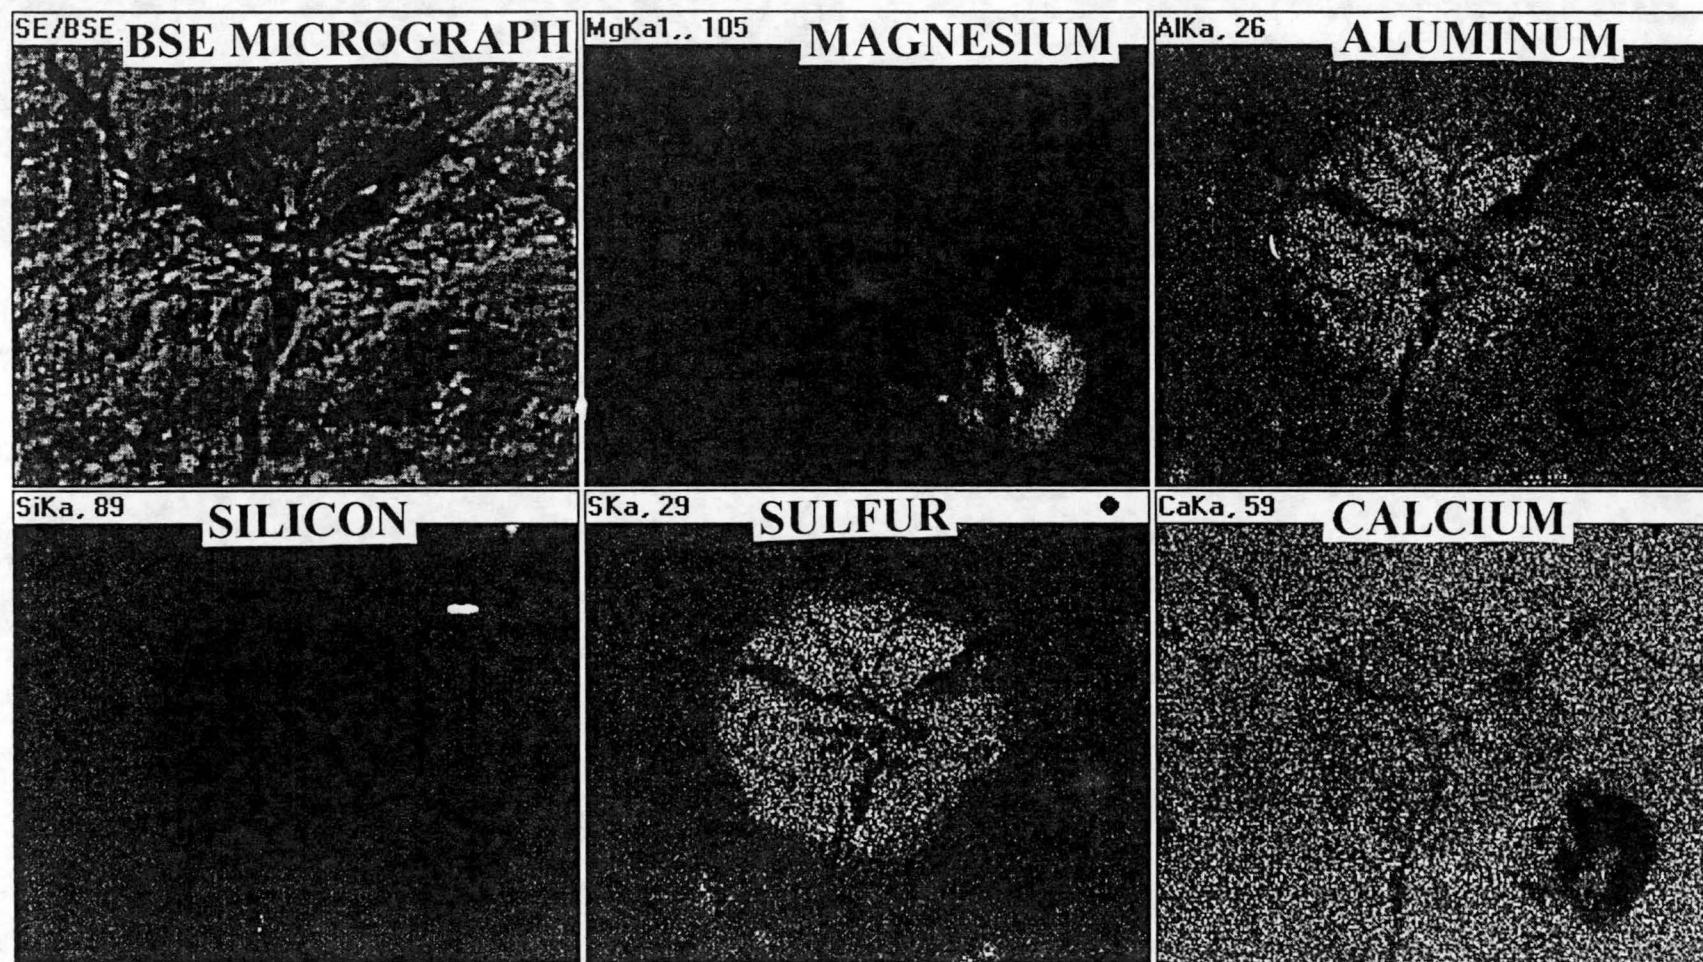 SE/BSE. BSE MICROGRAPH
MgKa1,, 105 MAGNESIUM
AlKa, 26 ALUMINUM
SiKa, 89 SILICON
SKa, 29 SULFUR
CaKa, 59 CALCIUM